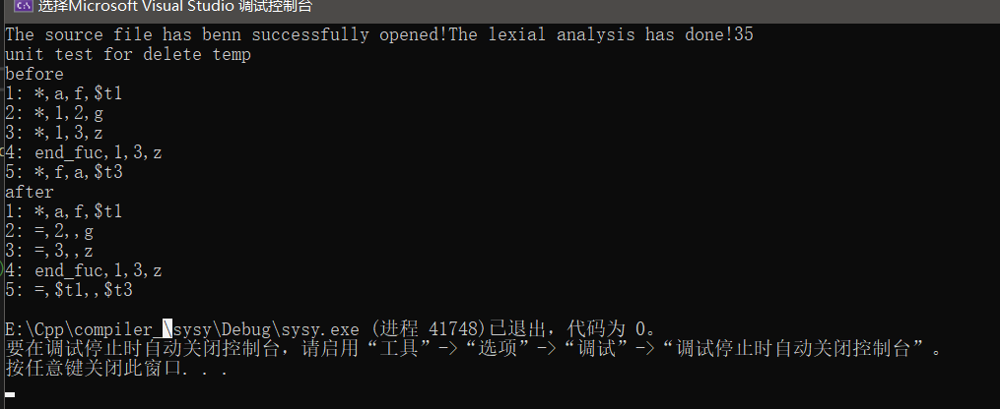 选择Microsoft Visual Studio 调试控制台
The source file has benn successfully opened!The lexial analysis has done!35
unit test for delete temp
before
1: *,a,f,$t1
2: *,1,2,g
3: *,1,3,z
4: end_fuc,1,3,z
5: *,f,a,$t3
after
1: *,a,f,$t1
2: =,2,,g
3: =,3,,z
4: end_fuc,1,3,z
5: =,$t1,,$t3
E:\Cpp\compiler_\sysy\Debug\sysy.exe (进程 41748)已退出，代码为 0。
要在调试停止时自动关闭控制台，请启用“工具”->“选项”->“调试”->“调试停止时自动关闭控制台”。
按任意键关闭此窗口. . .